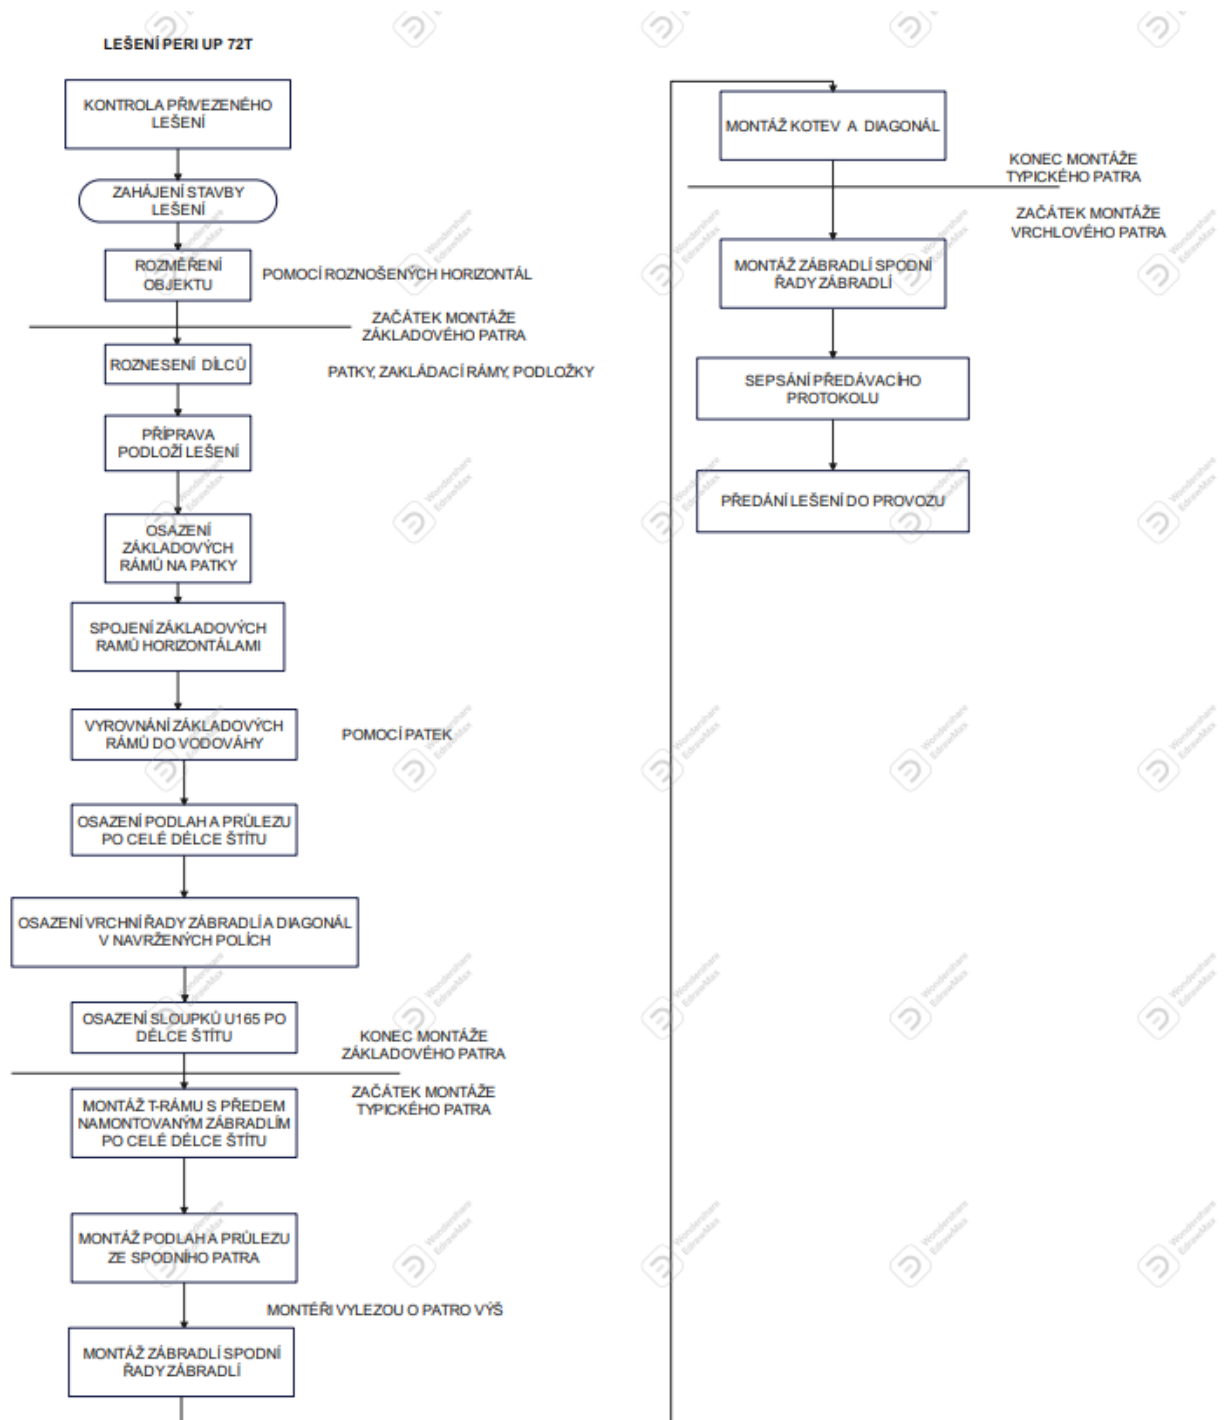 LEŠENÍ PERI UP 72T
KONTROLA PŘIVEZENÉHO
LEŠENÍ
ZAHÁJENÍ STAVBY
LEŠENÍ
ROZMĚŘENÍ
OBJEKTU
POMOCÍ ROZNOŠENÝCH HORIZONTÁL
ZAČÁTEK MONTÁŽE
ZÁKLADOVÉHO PATRA
ROZNESENÍ DÍLCŮ
PATKY, ZAKLÁDACÍ RÁMY, PODLOŽKY
PŘÍPRAVA
PODLOŽÍ LEŠENÍ
OSAZENÍ
ZÁKLADOVÝCH
RÁMŮ NA PATKY
SPOJENÍ ZÁKLADOVÝCH
RAMŮ HORIZONTÁLAMI
VYROVNÁNÍ ZÁKLADOVÝCH
RÁMŮ DO VODOVÁHY
POMOCÍ PATEK
OSAZENÍ PODLAH A PRŮLEZU
PO CELÉ DÉLCE ŠTÍTU
OSAZENÍ VRCHNÍ ŘADY ZÁBRADLÍ A DIAGONÁL
V NAVRŽENÝCH POLÍCH
OSAZENÍ SLOUPKŮ U165 PO
DÉLCE ŠTÍTU
KONEC MONTÁŽE
ZÁKLADOVÉHO PATRA
ZAČÁTEK MONTÁŽE
TYPICKÉHO PATRA
MONTÁŽ T-RÁMU S PŘEDEM
NAMONTOVANÝM ZÁBRADLÍM
PO CELÉ DÉLCE ŠTÍTU
MONTÁŽ PODLAH A PRŮLEZU
ZE SPODNÍHO PATRA
MONTÉŘI VYLEZOU O PATRO VÝŠ
MONTÁŽ ZÁBRADLÍ SPODNÍ
ŘADY ZÁBRADLÍ
MONTÁŽ KOTEV A DIAGONÁL
KONEC MONTÁŽE
TYPICKÉHO PATRA
ZAČÁTEK MONTÁŽE
VRCHLOVÉHO PATRA
MONTÁŽ ZÁBRADLÍ SPODNÍ
ŘADY ZÁBRADLÍ
SEPSÁNÍ PŘEDÁVACÍHO
PROTOKOLU
PŘEDÁNÍ LEŠENÍ DO PROVOZU
Wondershare
EdrawMax